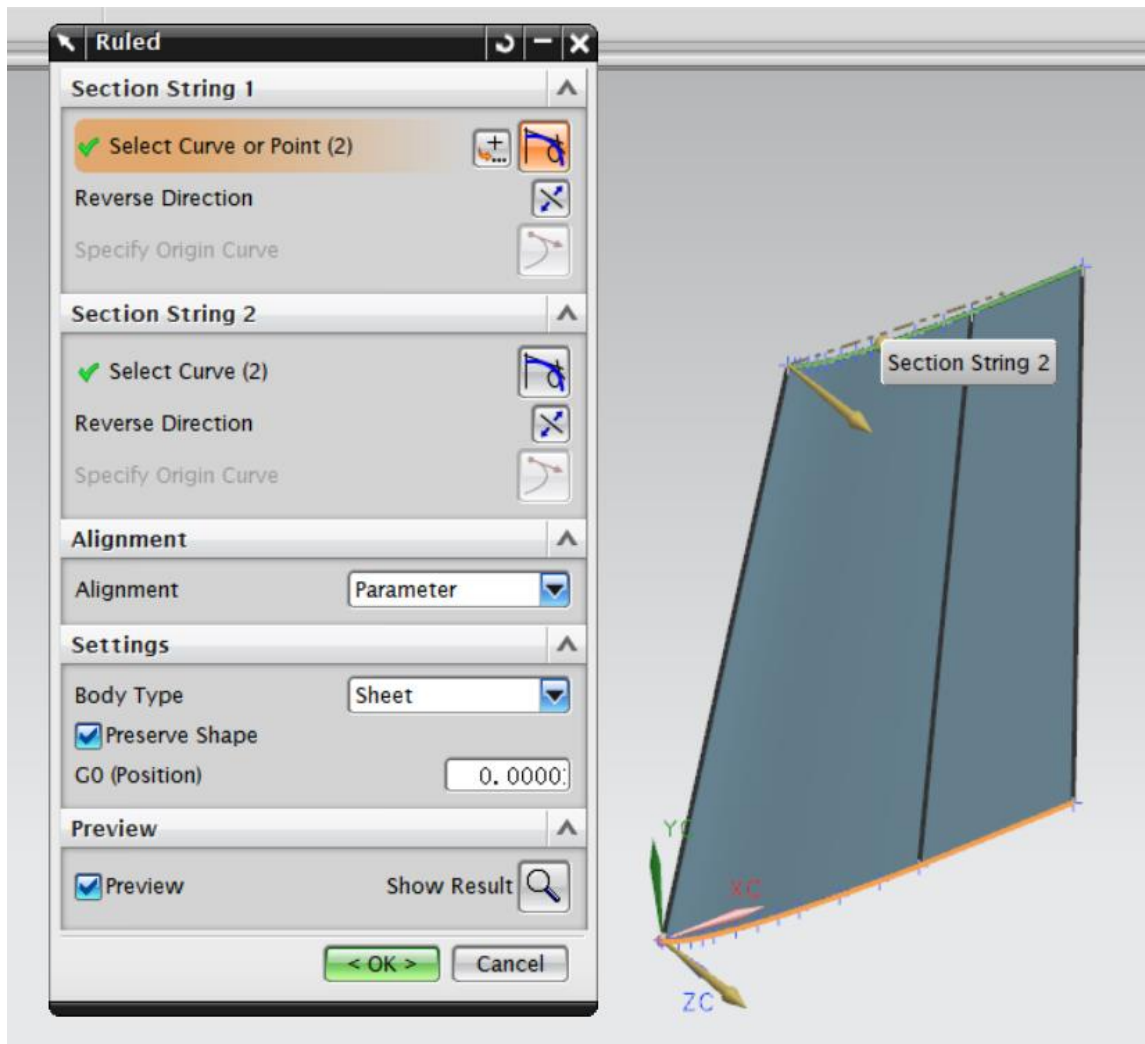 Ruled
Section String 1
Select Curve or Point (2)
Reverse Direction
Specify Origin Curve
Section String 2
Select Curve (2)
Reverse Direction
Specify Origin Curve
Alignment
Alignment Parameter
Settings
Body Type Sheet
Preserve Shape
G0 (Position) 0.0000
Preview
Preview Show Result
< OK > Cancel
Section String 2
YC
XC
ZC